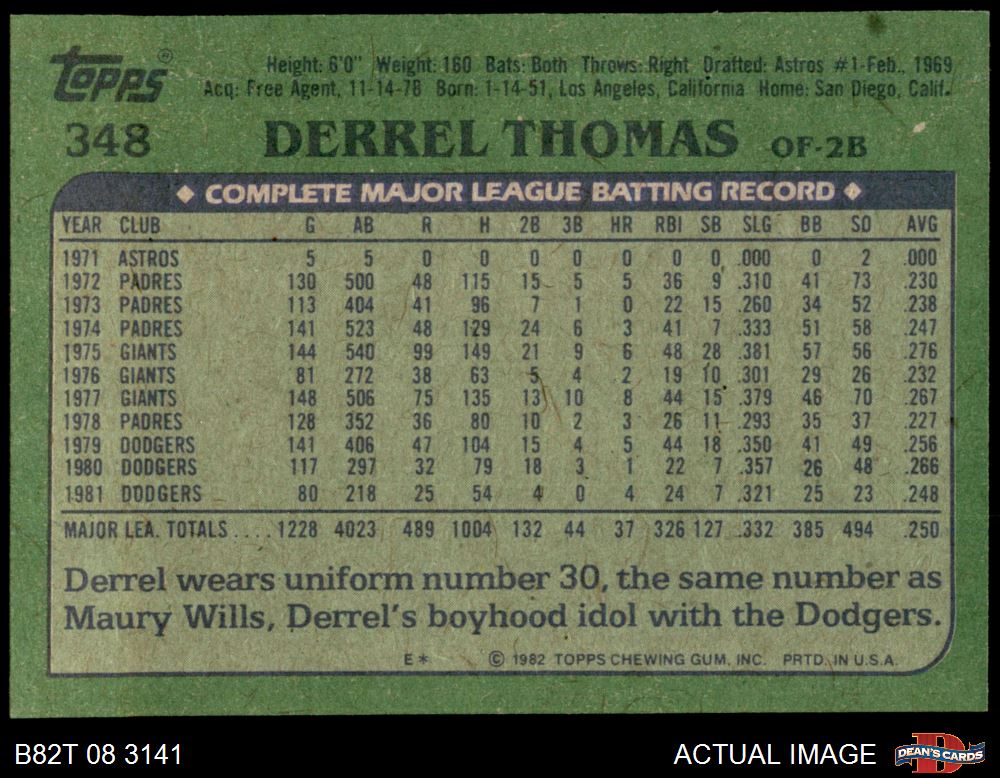 Topps®
Height: 6'0" Weight: 160 Bats: Both Throws: Right Drafted: Astros #1-Feb., 1969
Acq: Free Agent, 11-14-78 Born: 1-14-51, Los Angeles, California Home: San Diego, Calif.
348 DERREL THOMAS OF-2B
◆ COMPLETE MAJOR LEAGUE BATTING RECORD ◆
YEAR CLUB G AB R H 2B 3B HR RBI SB SLG BB SO AVG
1971 ASTROS 5 5 0 0 0 0 0 0 0 .000 0 2 .000
1972 PADRES 130 500 48 115 15 5 5 36 9 .310 41 73 .230
1973 PADRES 113 404 41 96 7 1 0 22 15 .260 34 52 .238
1974 PADRES 141 523 48 129 24 6 3 41 7 .333 51 58 .247
1975 GIANTS 144 540 99 149 21 9 6 48 28 .381 57 56 .276
1976 GIANTS 81 272 38 63 5 4 2 19 10 .301 29 26 .232
1977 GIANTS 148 506 75 135 13 10 8 44 15 .379 46 70 .267
1978 PADRES 128 352 36 80 10 2 3 26 11 .293 35 37 .227
1979 DODGERS 141 406 47 104 15 4 5 44 18 .350 41 49 .256
1980 DODGERS 117 297 32 79 18 3 1 22 7 .357 26 48 .266
1981 DODGERS 80 218 25 54 4 0 4 24 7 .321 25 23 .248
MAJOR LEA. TOTALS .... 1228 4023 489 1004 132 44 37 326 127 .332 385 494 .250
Derrel wears uniform number 30, the same number as
Maury Wills, Derrel's boyhood idol with the Dodgers.
E* © 1982 TOPPS CHEWING GUM, INC. PRTD. IN U.S.A.
B82T 08 3141 ACTUAL IMAGE DEAN'S CARDS